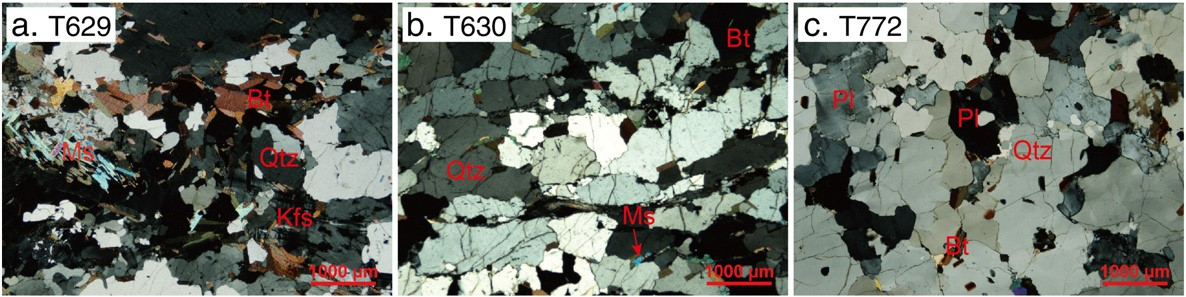 a. T629
Bt
Ms
Qtz
Kfs
1000 µm
b. T630
Bt
Qtz
Ms
1000 µm
c. T772
Pl
Pl
Qtz
Bt
1000 µm